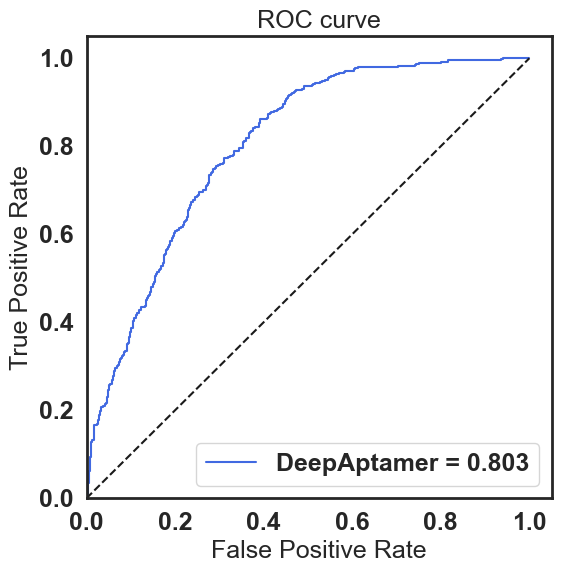 ROC curve
True Positive Rate
1.0
0.8
0.6
0.4
0.2
0.0
DeepAptamer = 0.803
0.0 0.2 0.4 0.6 0.8 1.0
False Positive Rate